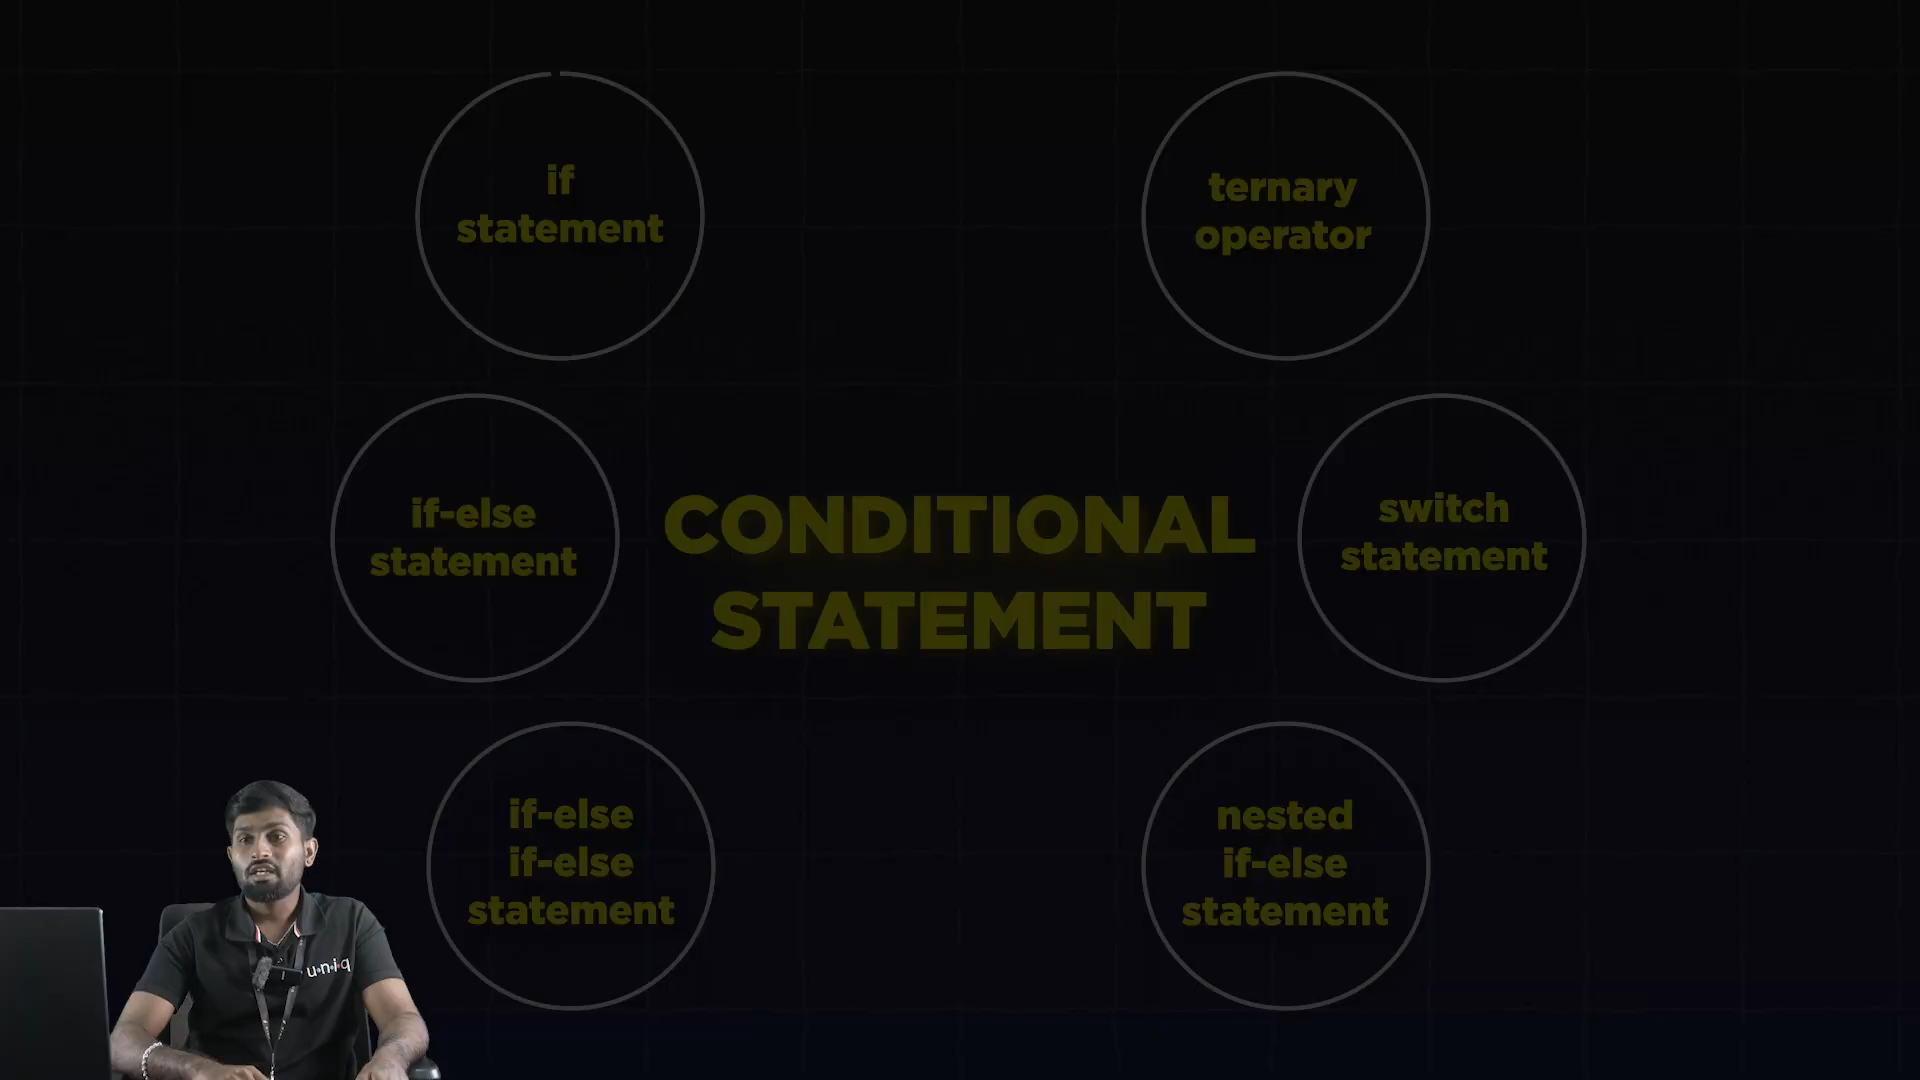 if
statement
ternary
operator
if-else
statement
CONDITIONAL
STATEMENT
switch
statement
if-else
if-else
statement
nested
if-else
statement
u·n·i·q